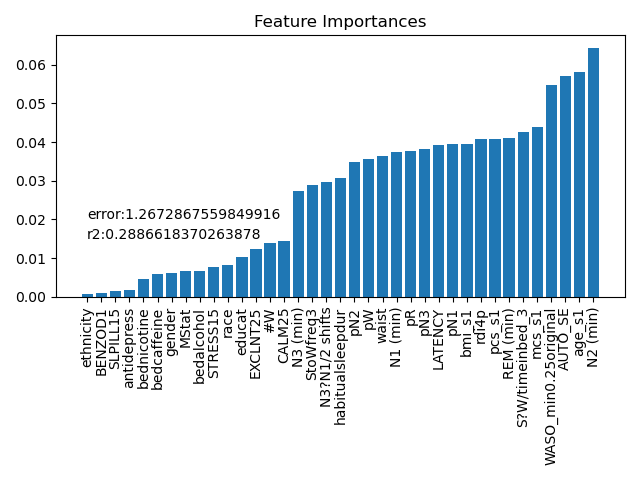 Feature Importances
0.06
0.05
0.04
0.03
0.02
0.01
0.00
error:1.2672867559849916
r2:0.2886618370263878
ethnicity
BENZOD1
SLPILL15
antidepress
bednicotine
bedcaffeine
gender
MStat
bedalcohol
STRESS15
race
educat
EXCLNT25
#W
CALM25
N3 (min)
StoWfreq3
N3?N1/2 shifts
habitualsleepdur
pN2
pW
waist
N1 (min)
pR
pN3
LATENCY
pN1
bmi_s1
rdi4p
pcs_s1
REM (min)
S?W/timeinbed_3
mcs_s1
WASO_min0.25original
AUTO_SE
age_s1
N2 (min)